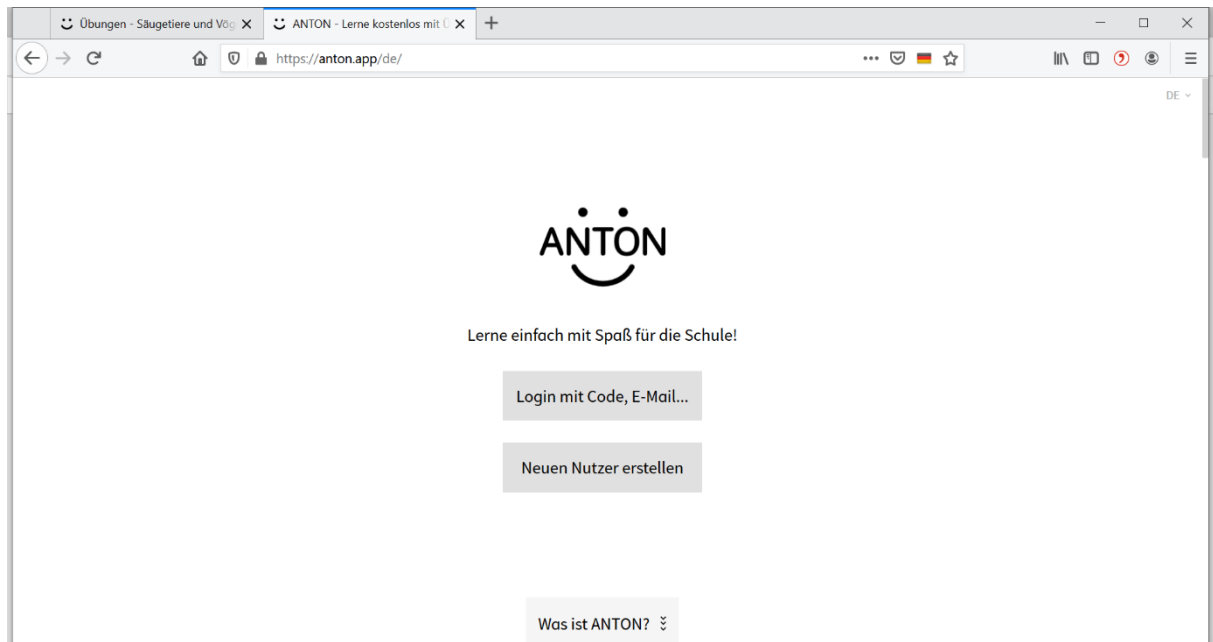 Übungen - Säugetiere und Vög
ANTON - Lerne kostenlos mit Ü
https://anton.app/de/
DE
ANTON
Lerne einfach mit Spaß für die Schule!
Login mit Code, E-Mail...
Neuen Nutzer erstellen
Was ist ANTON?